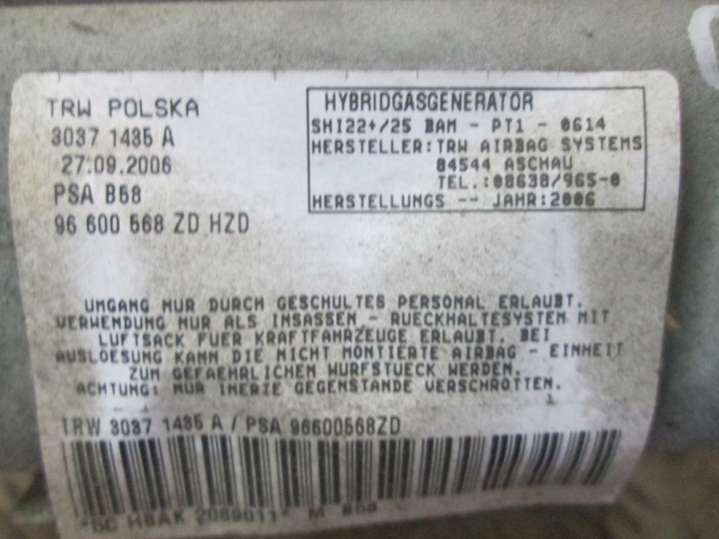 TRW POLSKA
3037 1435 A
27.09.2006
PSA B58
96 600 568 ZD HZD
HYBRIDGASGENERATOR
SHI22+/25 BAM - PT1 - 0614
HERSTELLER:TRW AIRBAG SYSTEMS
84544 ASCHAU
TEL.:08638/965-0
HERSTELLUNGS -- JAHR:2006
UMGANG NUR DURCH GESCHULTES PERSONAL ERLAUBT.
VERWENDUNG NUR ALS INSASSEN - RUECKHALTESYSTEM MIT
LUFTSACK FUER KRAFTFAHRZEUGE ERLAUBT. BEI
AUSLOESUNG KANN DIE NICHT MONTIERTE AIRBAG - EINHEIT
ZUM GEFAEHRLICHEN WURFSTUECK WERDEN.
ACHTUNG: NUR INERTE GEGENSTANDE VERSCHROTTEN.
TRW 3037 1435 A / PSA 96600568ZD
M B58